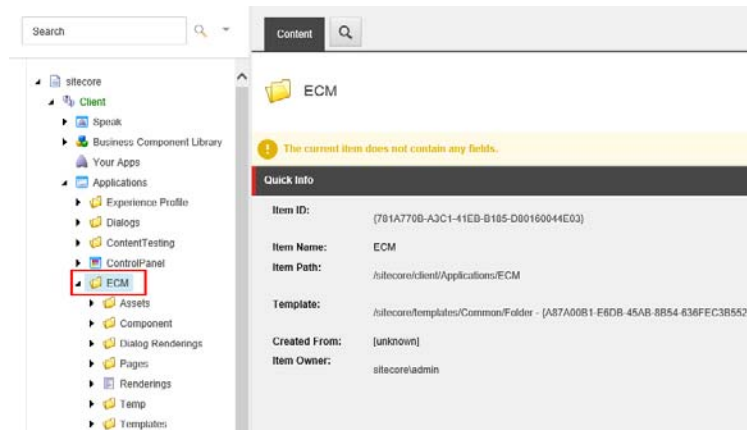 Search
Content
sitecore
Client
Speak
Business Component Library
Your Apps
Applications
Experience Profile
Dialogs
ContentTesting
ControlPanel
ECM
Assets
Component
Dialog Renderings
Pages
Renderings
Temp
Templates
ECM
The current item does not contain any fields.
Quick Info
Item ID: {781A770B-A3C1-41EB-B185-D80160044E03}
Item Name: ECM
Item Path: /sitecore/client/Applications/ECM
Template: /sitecore/templates/Common/Folder - {A87A00B1-E6DB-45AB-8B54-636FEC3B552
Created From: [unknown]
Item Owner: sitecore\admin